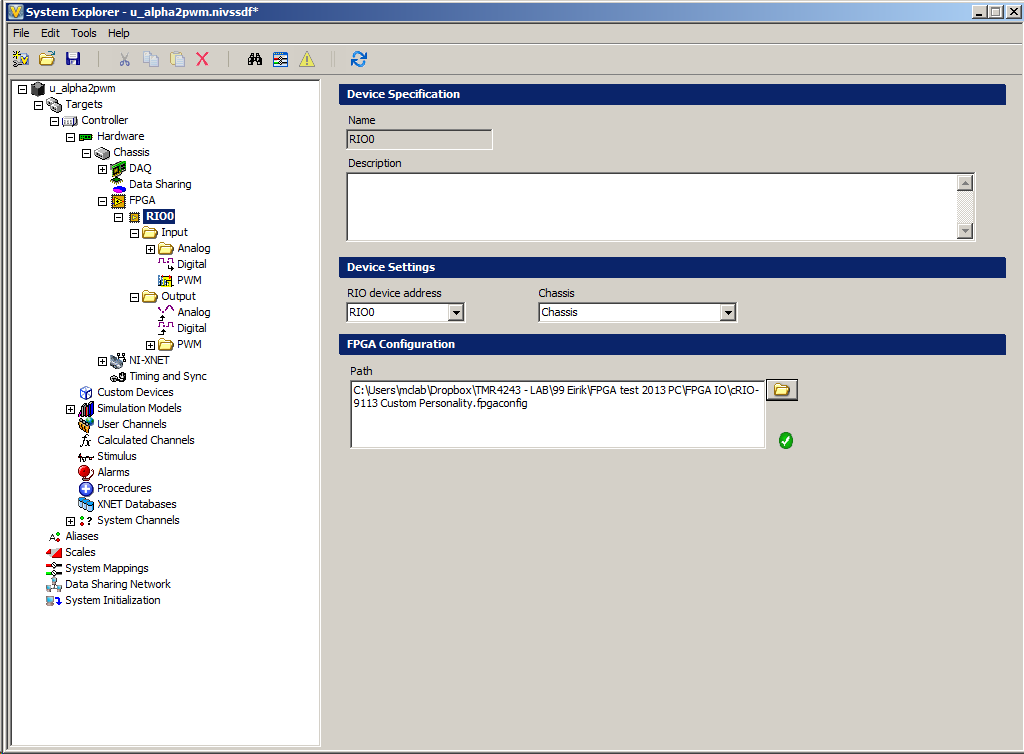 System Explorer - u_alpha2pwm.nivssdf*
File Edit Tools Help
u_alpha2pwm
Targets
Controller
Hardware
Chassis
DAQ
Data Sharing
FPGA
RIO0
Input
Analog
Digital
PWM
Output
Analog
Digital
PWM
NI-XNET
Timing and Sync
Custom Devices
Simulation Models
User Channels
Calculated Channels
Stimulus
Alarms
Procedures
XNET Databases
System Channels
Aliases
Scales
System Mappings
Data Sharing Network
System Initialization
Device Specification
Name
RIO0
Description
Device Settings
RIO device address Chassis
RIO0 Chassis
FPGA Configuration
Path
C:\Users\mclab\Dropbox\TMR4243 - LAB\99 Eirik\FPGA test 2013 PC\FPGA IO\cRIO-
9113 Custom Personality.fpgaconfig